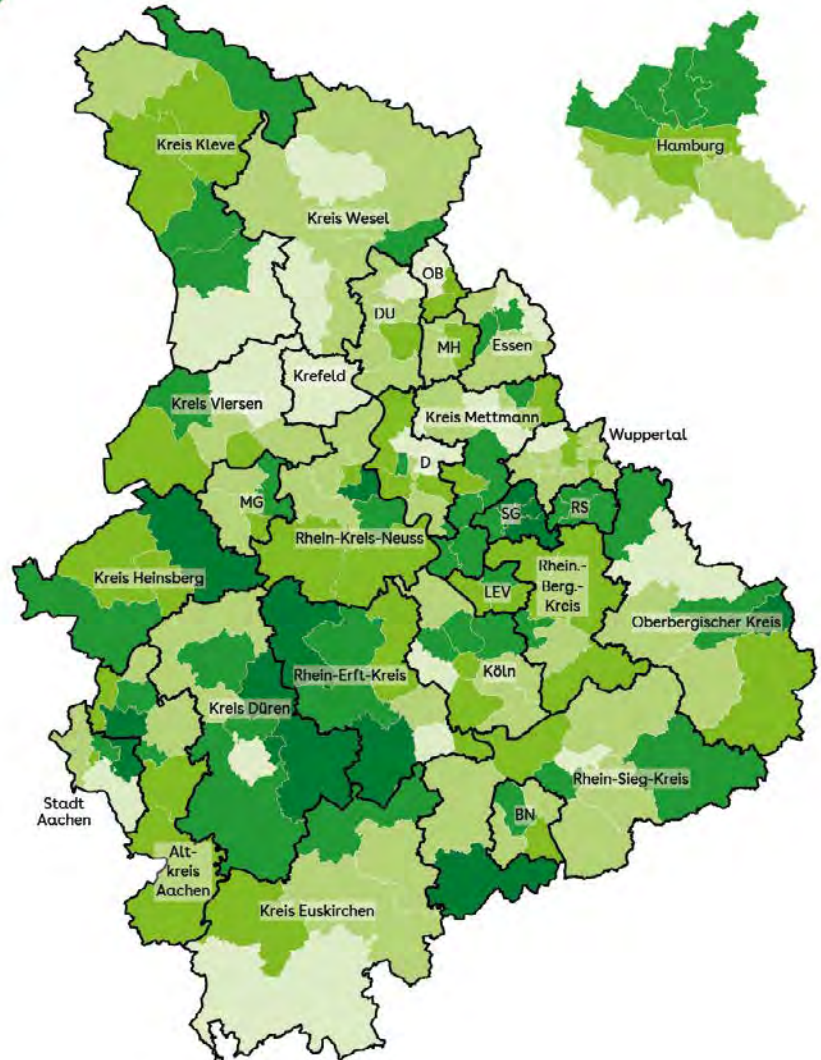 Kreis Kleve
Hamburg
Kreis Wesel
OB
DU
MH
Essen
Krefeld
Kreis Viersen
Kreis Mettmann
Wuppertal
D
MG
SG
RS
Rhein-Kreis-Neuss
Kreis Heinsberg
LEV
Rhein.-
Berg.-
Kreis
Oberbergischer Kreis
Rhein-Erft-Kreis
Köln
Kreis Düren
Rhein-Sieg-Kreis
Stadt
Aachen
BN
Alt-
kreis
Aachen
Kreis Euskirchen